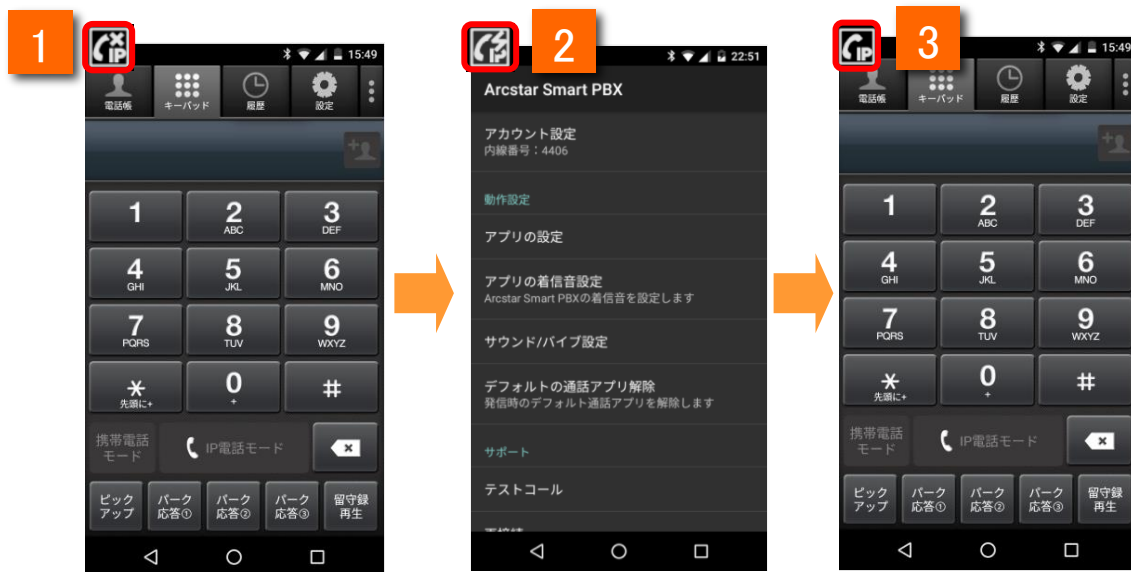 1
IP
15:49
電話帳
キーパッド
履歴
設定
1
2
ABC
3
DEF
4
GHI
5
JKL
6
MNO
7
PQRS
8
TUV
9
WXYZ
*
先頭に+
0
+
#
携帯電話
モード
IP電話モード
ピック
アップ
パーク
応答①
パーク
応答②
パーク
応答③
留守録
再生
2
IP
22:51
Arcstar Smart PBX
アカウント設定
内線番号：4406
動作設定
アプリの設定
アプリの着信音設定
Arcstar Smart PBXの着信音を設定します
サウンド/バイブ設定
デフォルトの通話アプリ解除
発信時のデフォルト通話アプリを解除します
サポート
テストコール
3
IP
15:49
電話帳
キーパッド
履歴
設定
1
2
ABC
3
DEF
4
GHI
5
JKL
6
MNO
7
PQRS
8
TUV
9
WXYZ
*
先頭に+
0
+
#
携帯電話
モード
IP電話モード
ピック
アップ
パーク
応答①
パーク
応答②
パーク
応答③
留守録
再生